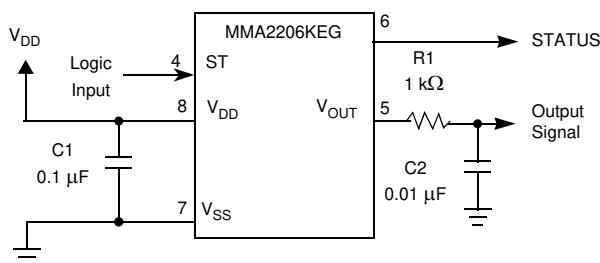 MMA2206KEG
6
STATUS
V_DD
Logic
Input
4
ST
R1
1 kΩ
8
V_DD
V_OUT
5
Output
Signal
C1
0.1 μF
C2
0.01 μF
7
V_SS